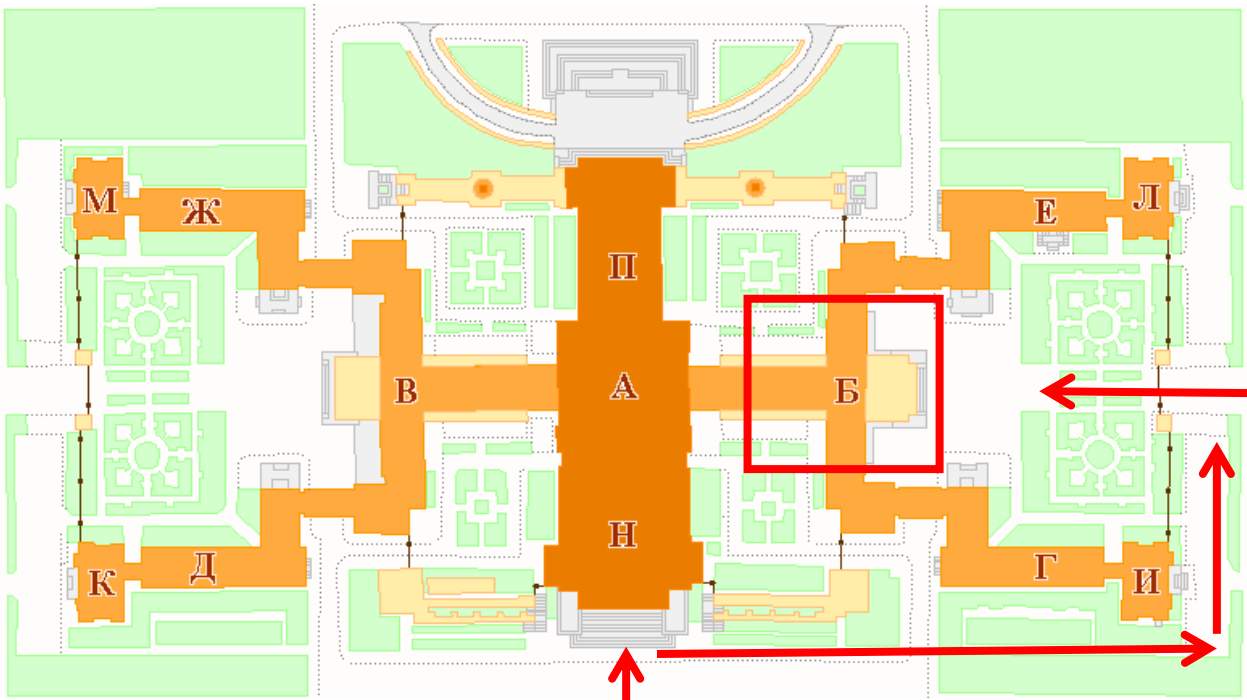 М Ж Е Л
П
В А Б
Н
К Д Г И